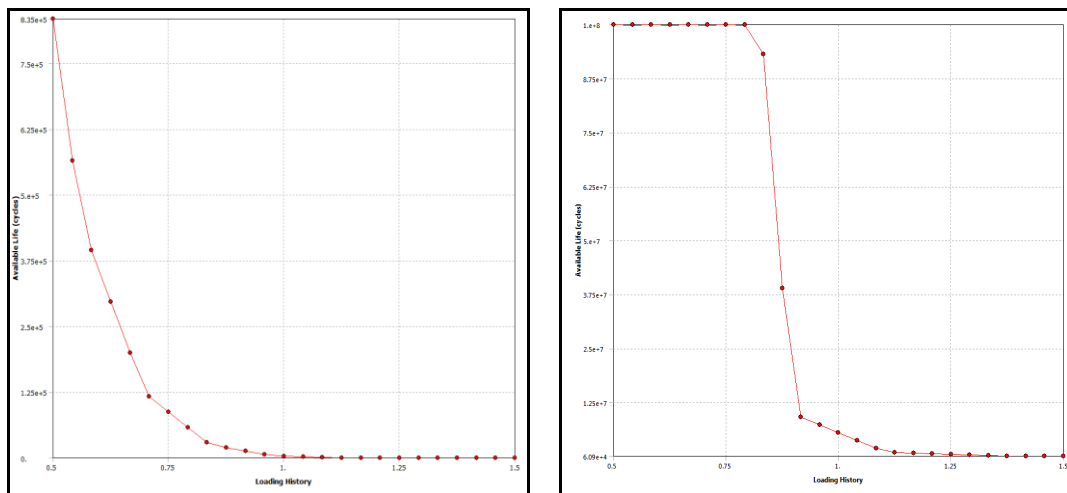 8.35e+5
7.5e+5
6.25e+5
5.e+5
3.75e+5
2.5e+5
1.25e+5
0.
Available Life (cycles)
0.5
0.75
1.
1.25
1.5
Loading History
1.e+8
8.75e+7
7.5e+7
6.25e+7
5.e+7
3.75e+7
2.5e+7
1.25e+7
6.09e+4
Available Life (cycles)
0.5
0.75
1.
1.25
1.5
Loading History